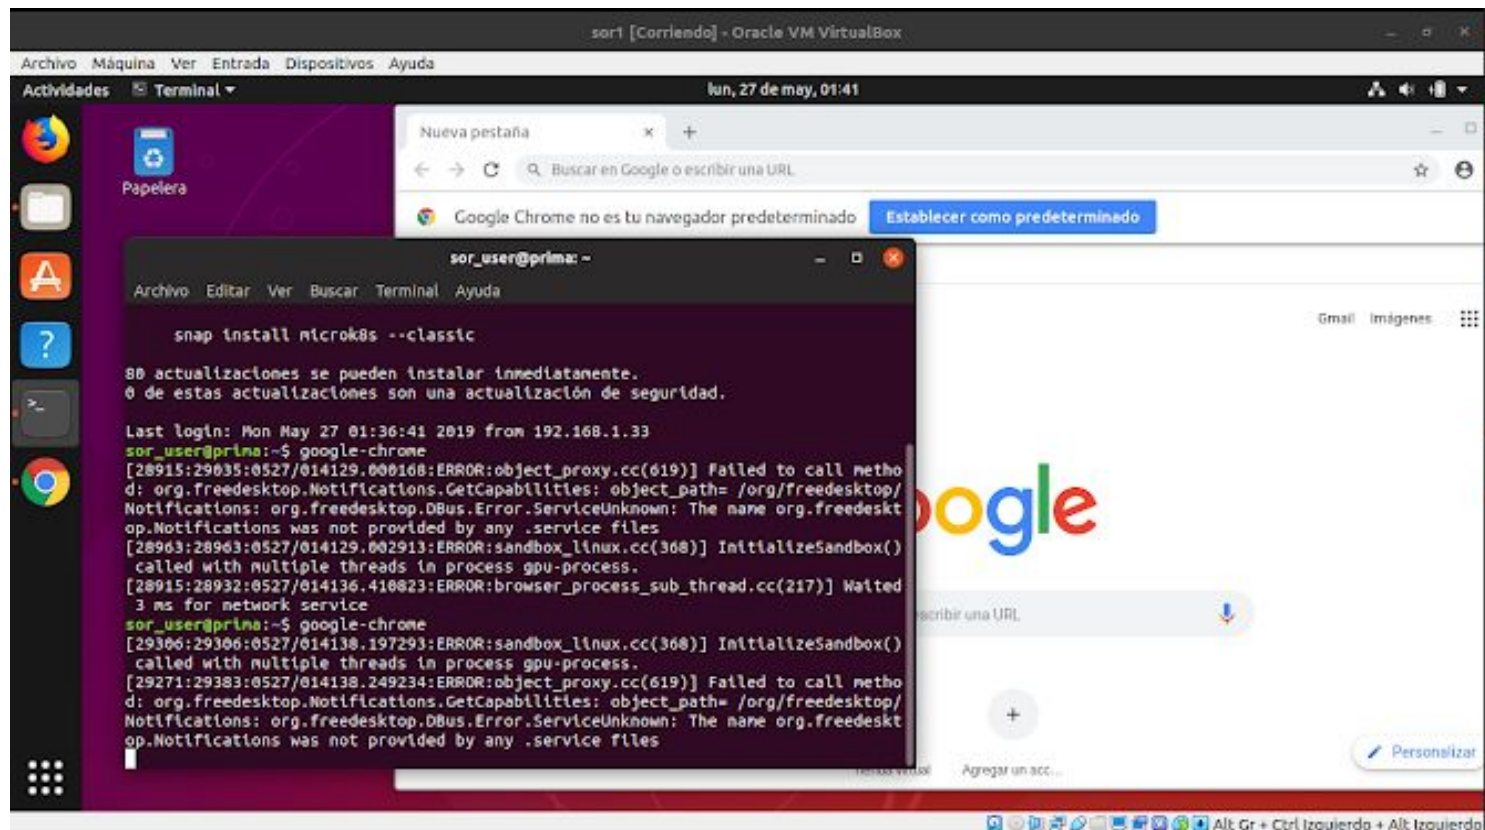 sor1 [Corriendo] - Oracle VM VirtualBox
Archivo Máquina Ver Entrada Dispositivos Ayuda
Actividades Terminal lun, 27 de may, 01:41
Nueva pestaña
Papelera
Buscar en Google o escribir una URL
Google Chrome no es tu navegador predeterminado Establecer como predeterminado
sor_user@prima: ~
Archivo Editar Ver Buscar Terminal Ayuda
Gmail Imágenes
snap install microk8s --classic
80 actualizaciones se pueden instalar inmediatamente.
0 de estas actualizaciones son una actualización de seguridad.
Last login: Mon May 27 01:36:41 2019 from 192.168.1.33
sor_user@prima:~$ google-chrome
[28915:29035:0527/014129.000168:ERROR:object_proxy.cc(619)] Failed to call metho
d: org.freedesktop.Notifications.GetCapabilities: object_path= /org/freedesktop/
Notifications: org.freedesktop.DBus.Error.ServiceUnknown: The name org.freedeskt
op.Notifications was not provided by any .service files
[28963:28963:0527/014129.002913:ERROR:sandbox_linux.cc(368)] InitializeSandbox()
called with multiple threads in process gpu-process.
[28915:28932:0527/014136.410823:ERROR:browser_process_sub_thread.cc(217)] Waited
3 ms for network service
sor_user@prima:~$ google-chrome
[29306:29306:0527/014138.197293:ERROR:sandbox_linux.cc(368)] InitializeSandbox()
called with multiple threads in process gpu-process.
[29271:29383:0527/014138.249234:ERROR:object_proxy.cc(619)] Failed to call metho
d: org.freedesktop.Notifications.GetCapabilities: object_path= /org/freedesktop/
Notifications: org.freedesktop.DBus.Error.ServiceUnknown: The name org.freedeskt
op.Notifications was not provided by any .service files
ogle
escribir una URL
Personalizar
Agregar un acc...
Alt Gr + Ctrl Izquierdo + Alt Izquierdo